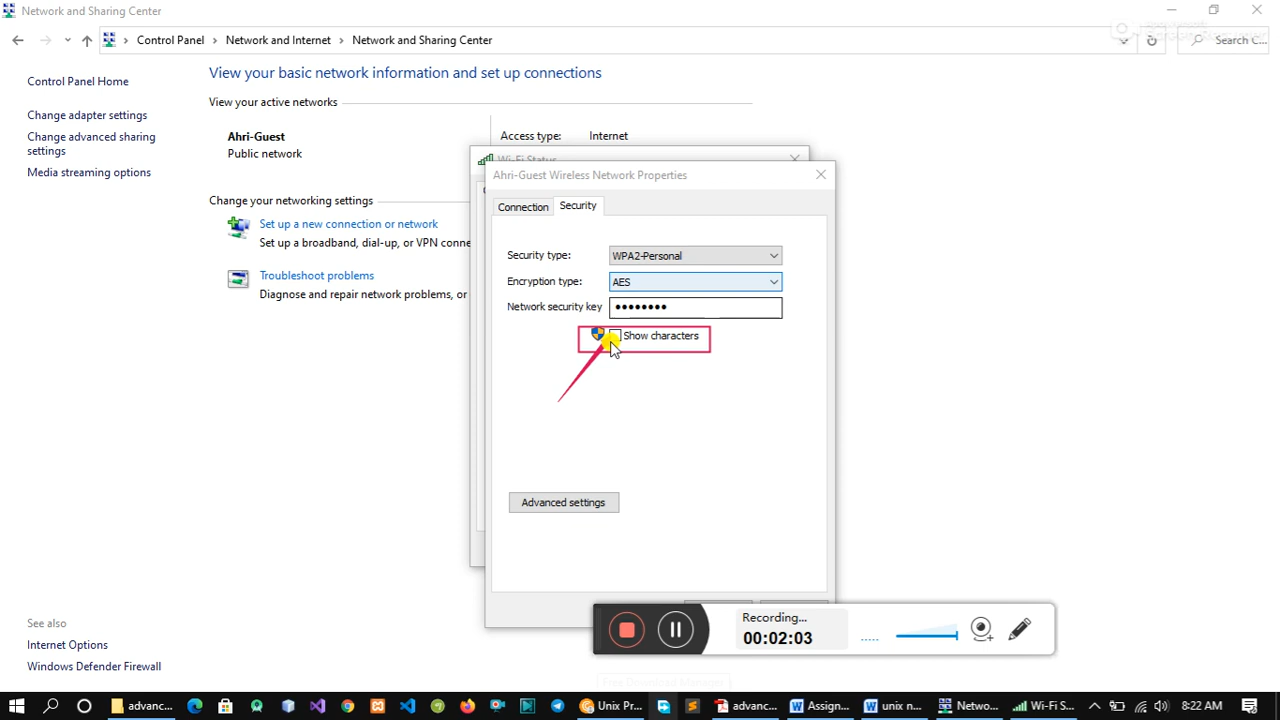 Network and Sharing Center
Control Panel
Network and Internet
Network and Sharing Center
Search C...
Control Panel Home
Change adapter settings
Change advanced sharing
settings
Media streaming options
View your basic network information and set up connections
View your active networks
Ahri-Guest
Public network
Access type: Internet
Change your networking settings
Set up a new connection or network
Set up a broadband, dial-up, or VPN conne
Troubleshoot problems
Diagnose and repair network problems, or
Wi-Fi Status
Ahri-Guest Wireless Network Properties
Connection
Security
Security type: WPA2-Personal
Encryption type: AES
Network security key ••••••••
Show characters
Advanced settings
Recording...
00:02:03
See also
Internet Options
Windows Defender Firewall
Free Download Manager
advanc...
Unix Pr...
advanc...
Assign...
unix n...
Netwo...
Wi-Fi S...
8:22 AM